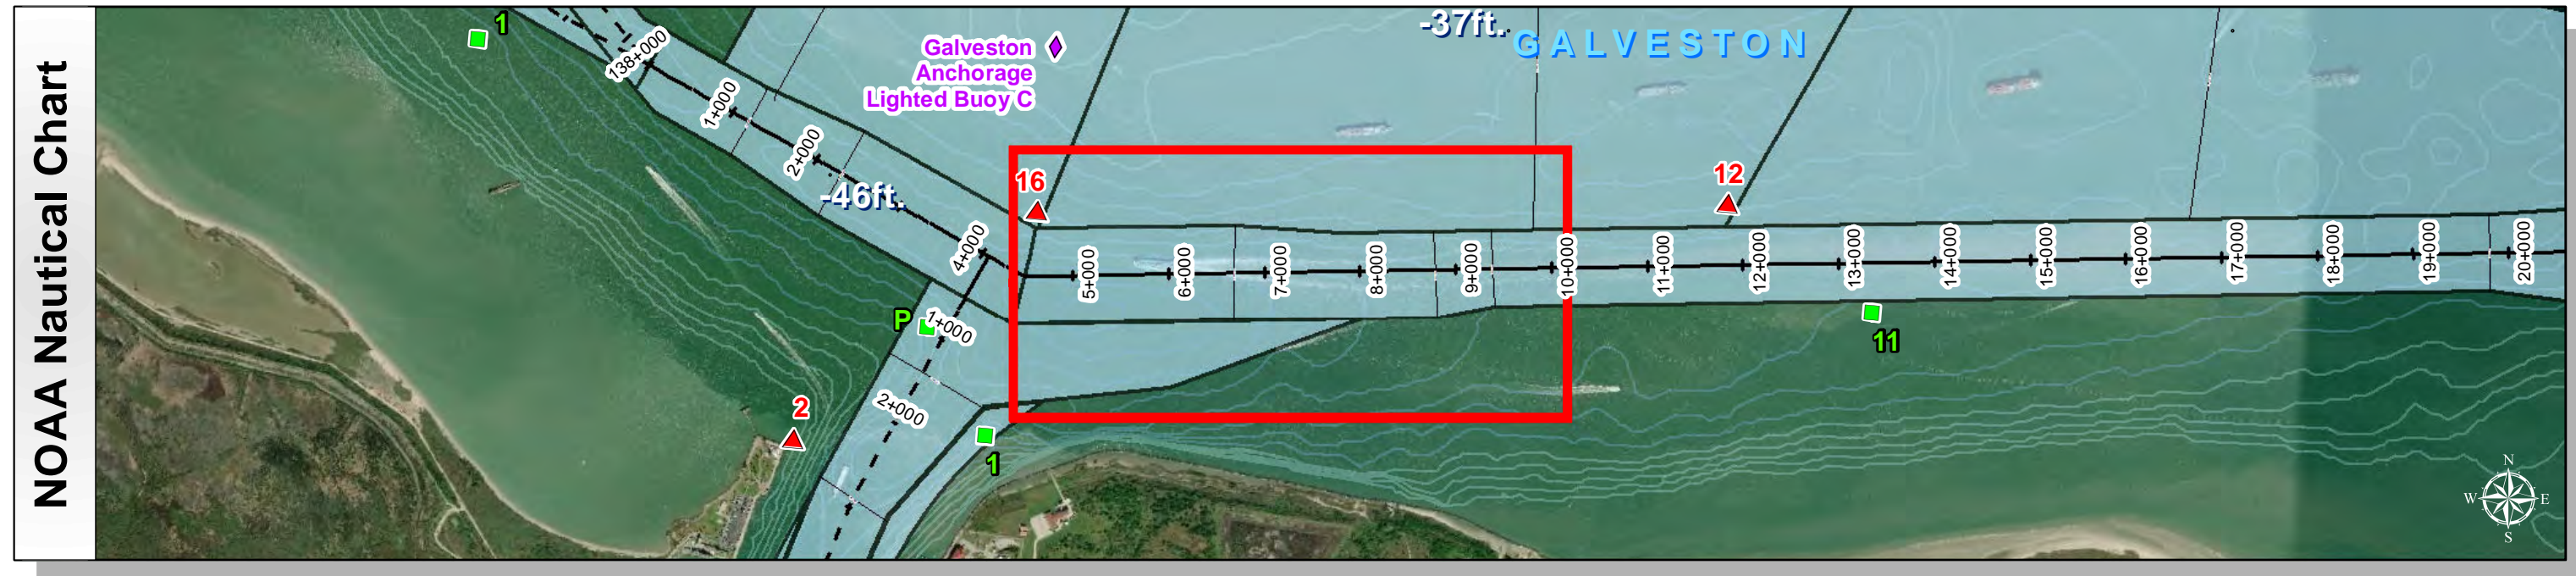 NOAA Nautical Chart
1
138+000
1+000
2+000
-46ft.
4+000
Galveston
Anchorage
Lighted Buoy C
-37ft.
GALVESTON
16
12
5+000
6+000
7+000
8+000
9+000
10+000
11+000
12+000
13+000
14+000
15+000
16+000
17+000
18+000
19+000
20+000
P
1+000
2+000
2
1
11
N
W
E
S